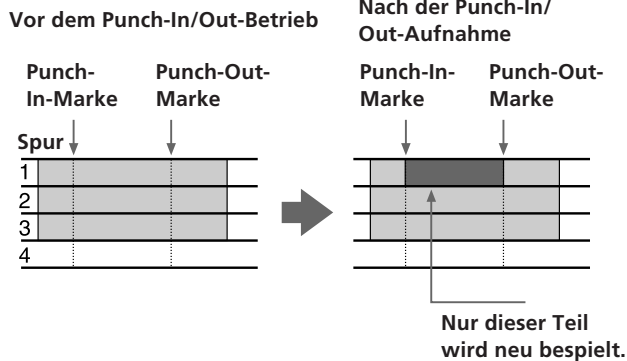 Vor dem Punch-In/Out-Betrieb
Punch-
In-Marke
Punch-Out-
Marke
Spur
1
2
3
4
Nach der Punch-In/
Out-Aufnahme
Punch-In-
Marke
Punch-Out-
Marke
Nur dieser Teil
wird neu bespielt.